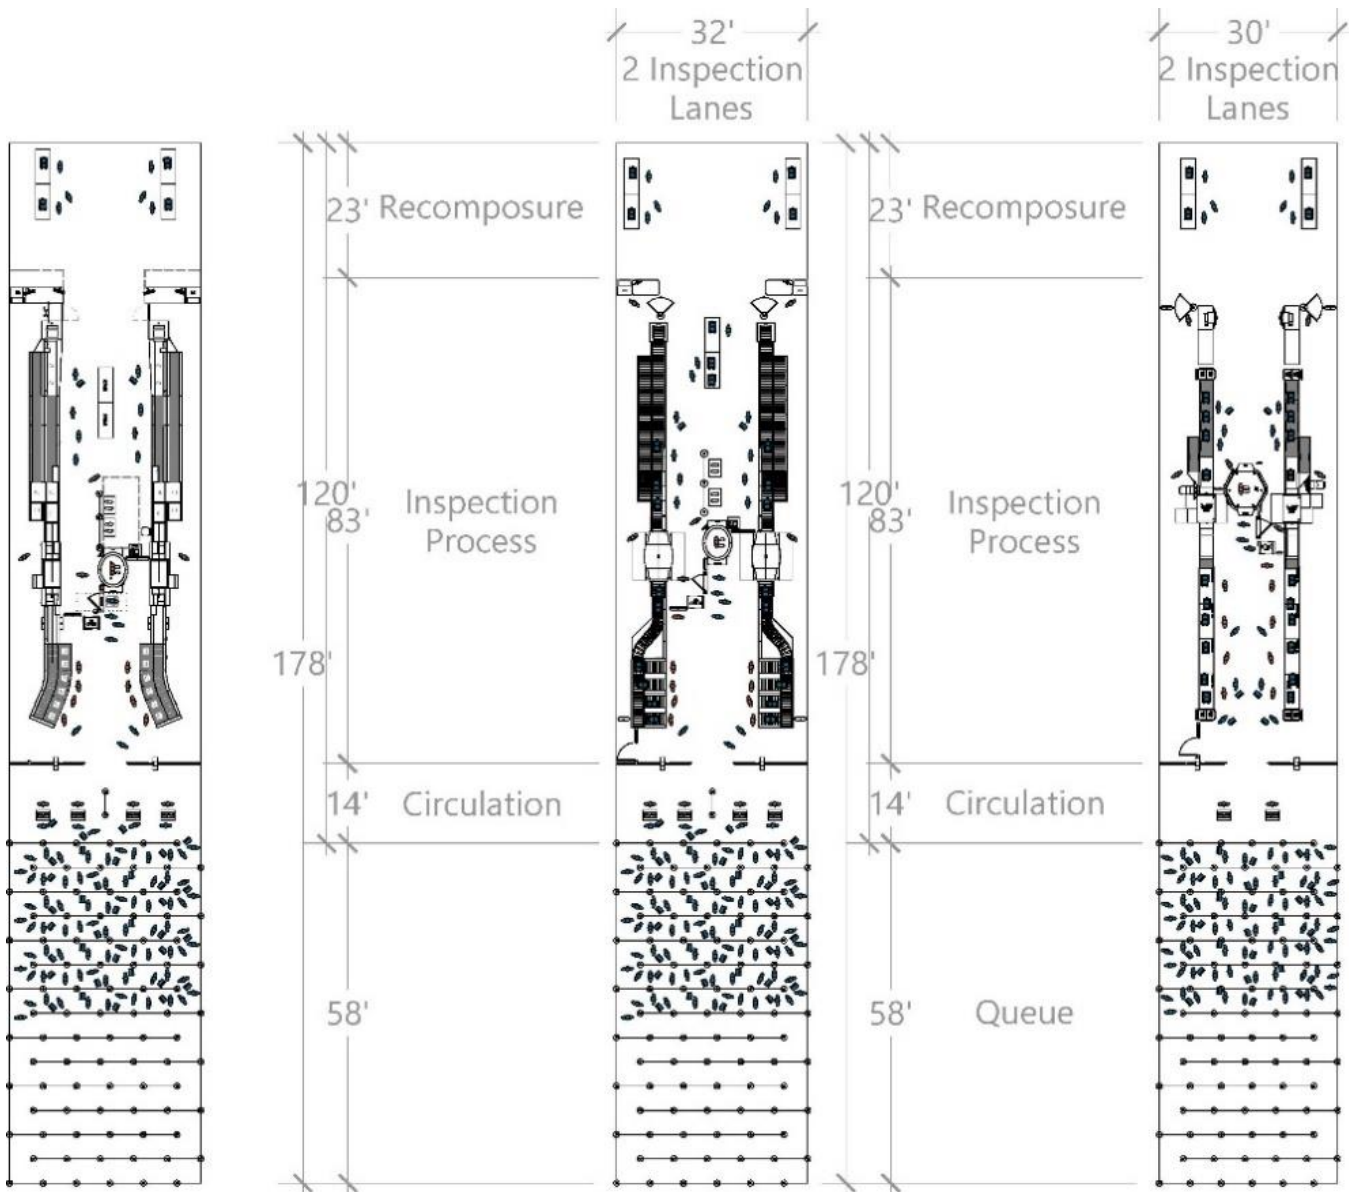 32'
2 Inspection
Lanes
30'
2 Inspection
Lanes
23' Recomposure
23' Recomposure
120'
83'
Inspection
Process
120'
83'
Inspection
Process
178'
178'
14' Circulation
14' Circulation
58'
58' Queue